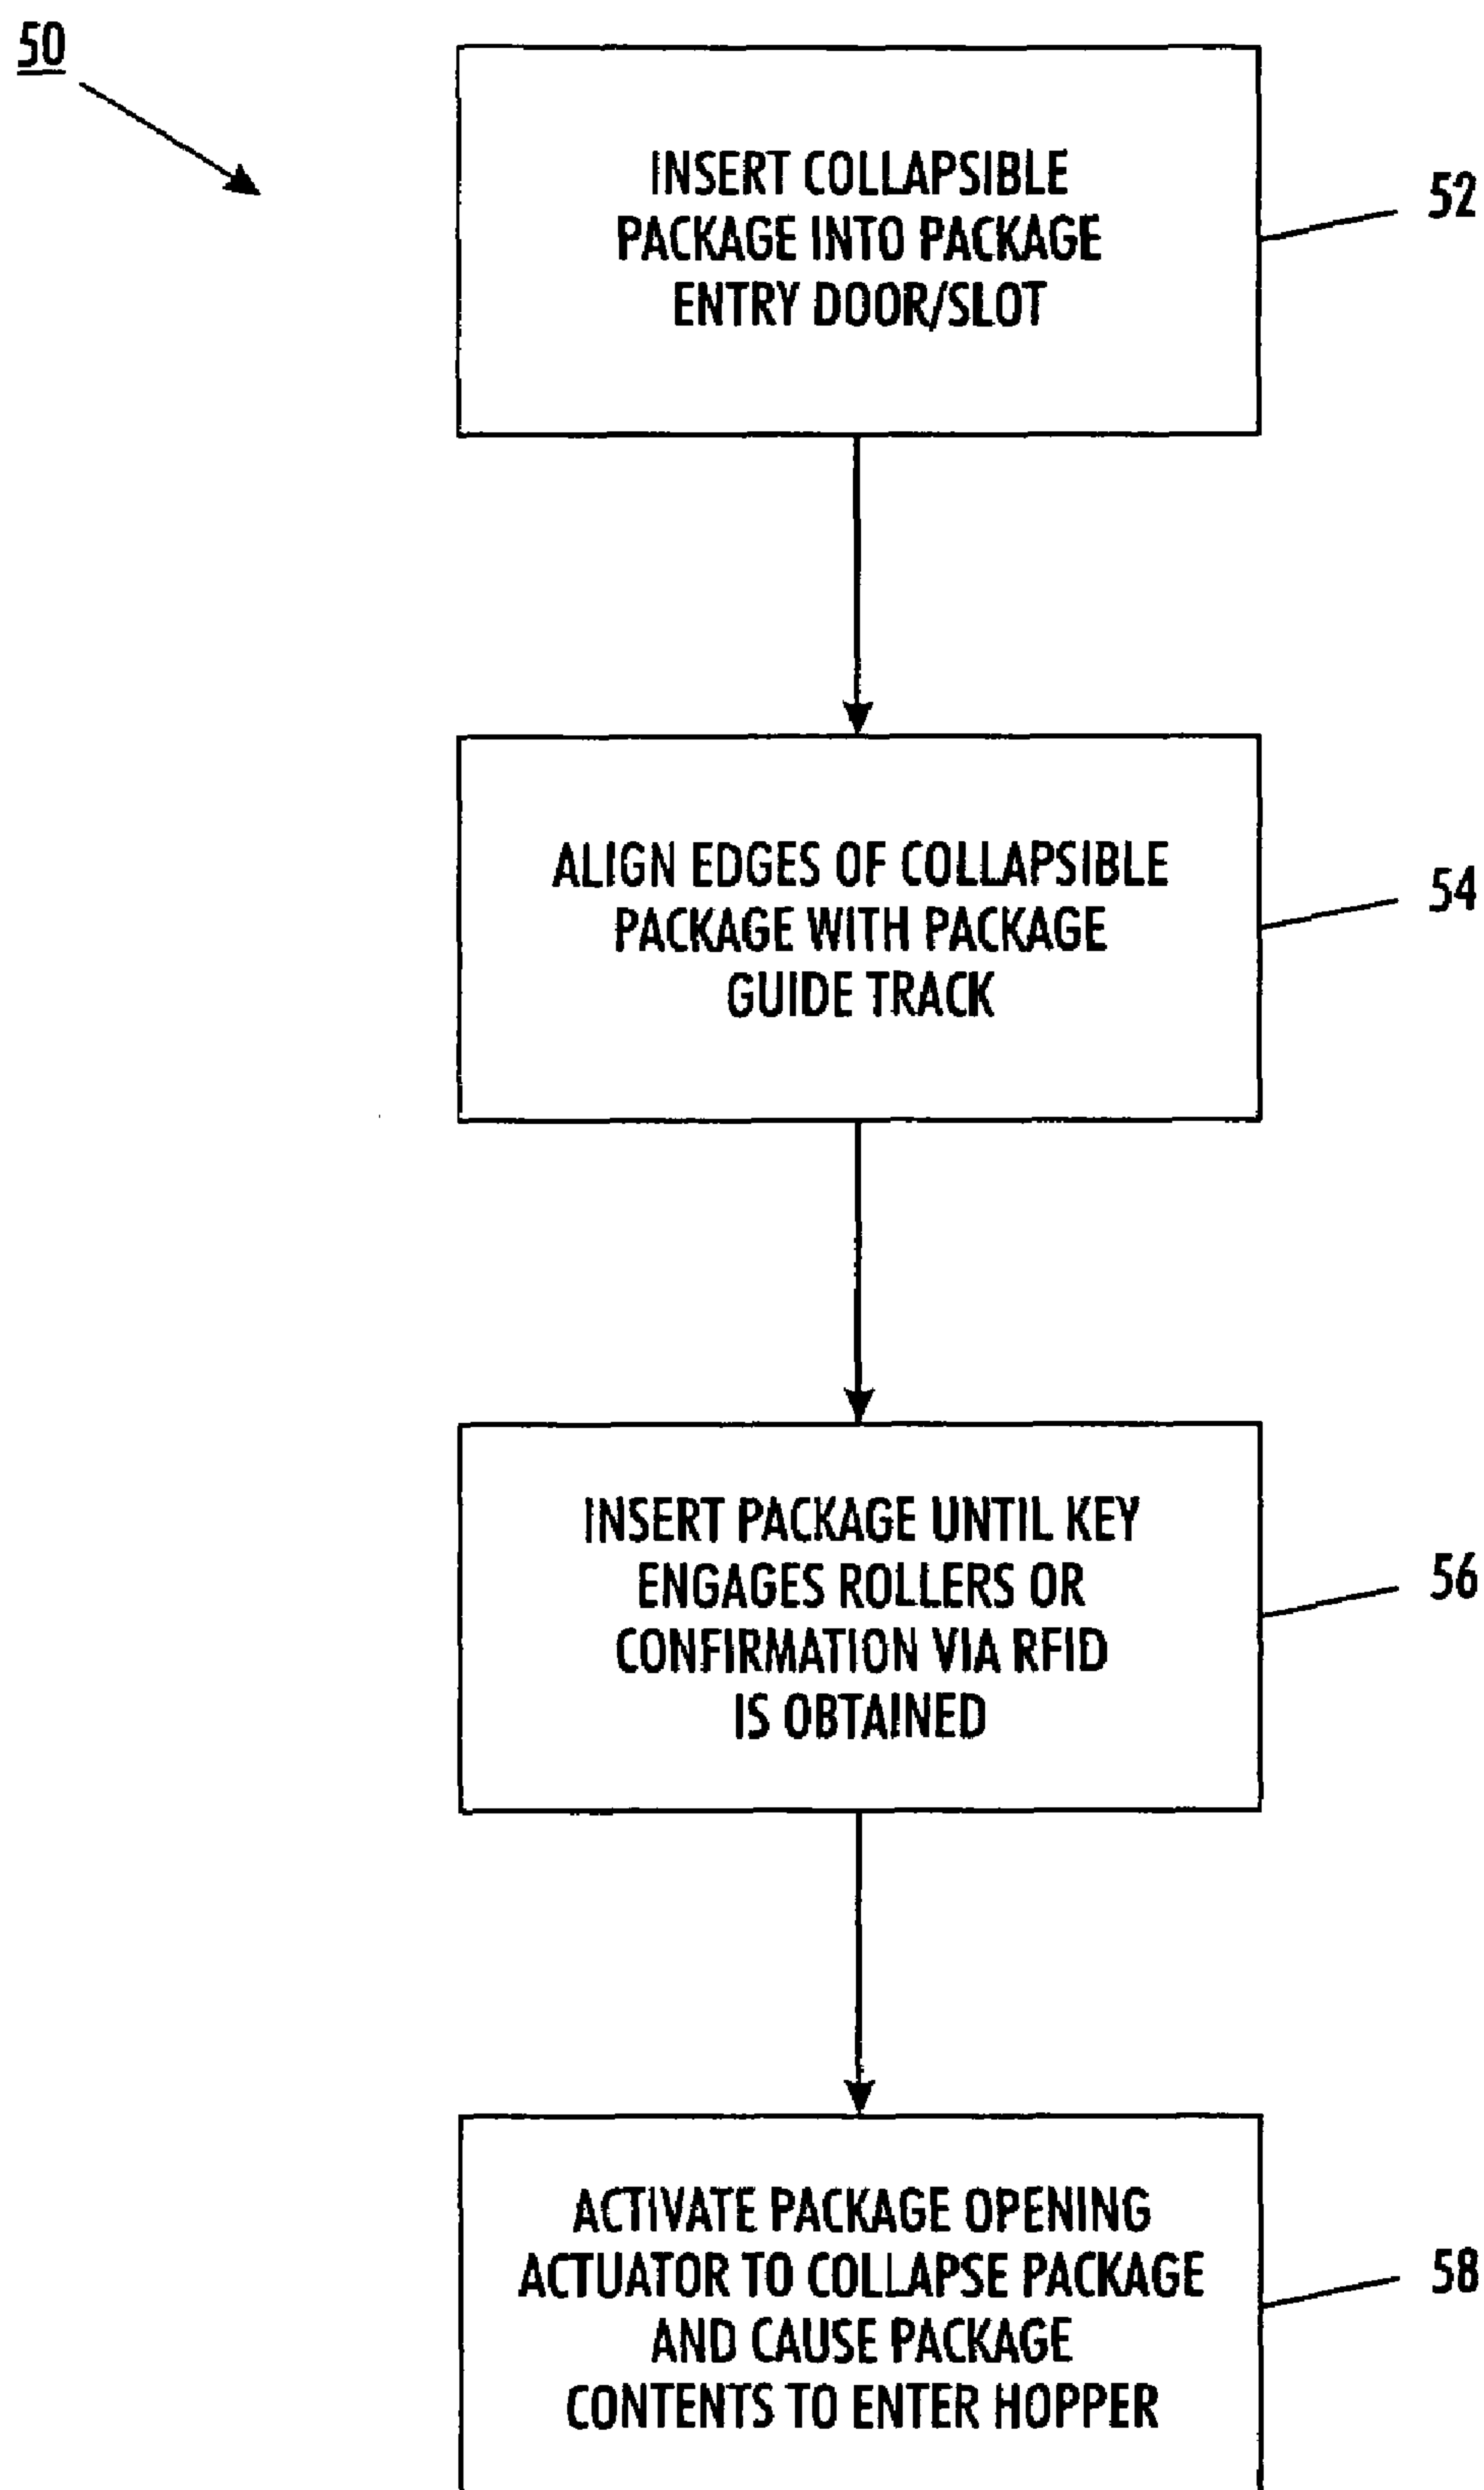 50
INSERT COLLAPSIBLE
PACKAGE INTO PACKAGE
ENTRY DOOR/SLOT
52
ALIGN EDGES OF COLLAPSIBLE
PACKAGE WITH PACKAGE
GUIDE TRACK
54
INSERT PACKAGE UNTIL KEY
ENGAGES ROLLERS OR
CONFIRMATION VIA RFID
IS OBTAINED
56
ACTIVATE PACKAGE OPENING
ACTUATOR TO COLLAPSE PACKAGE
AND CAUSE PACKAGE
CONTENTS TO ENTER HOPPER
58